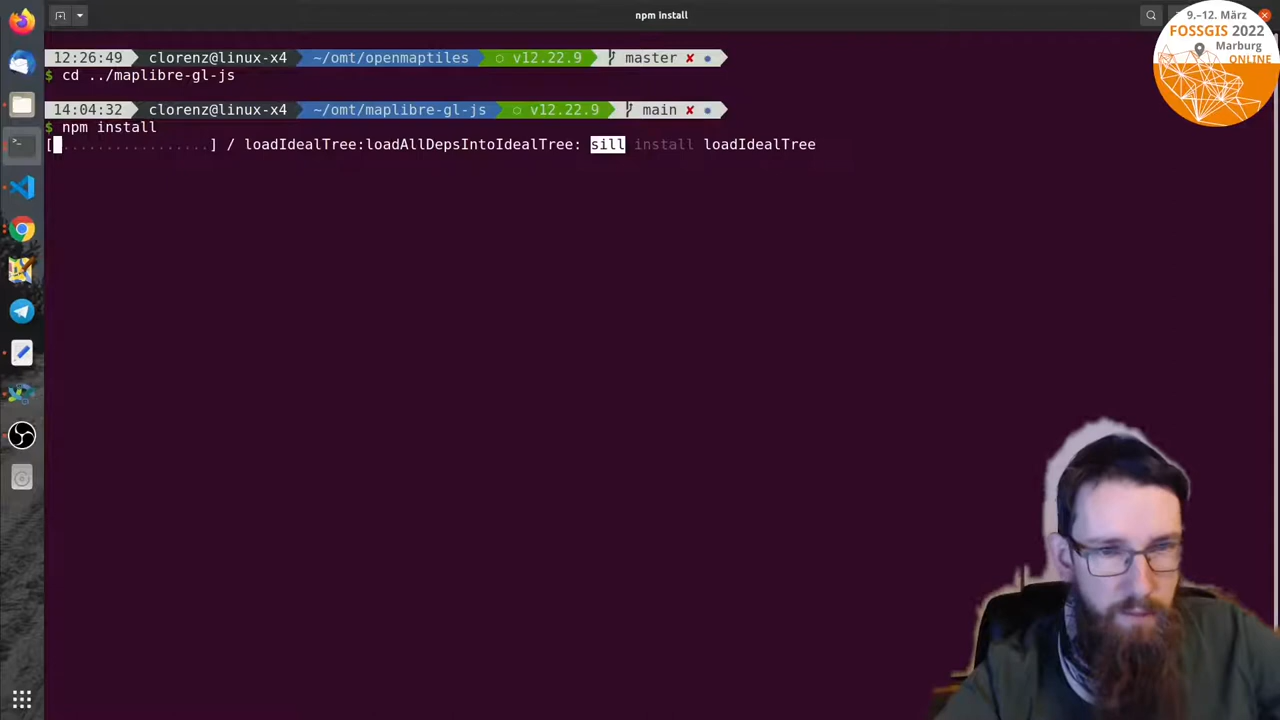 npm install
9.–12. März
FOSSGIS 2022
Marburg
ONLINE
12:26:49 clorenz@linux-x4 ~/omt/openmaptiles v12.22.9 master ✘
$ cd ../maplibre-gl-js
14:04:32 clorenz@linux-x4 ~/omt/maplibre-gl-js v12.22.9 main ✘
$ npm install
[.................] / loadIdealTree:loadAllDepsIntoIdealTree: sill install loadIdealTree